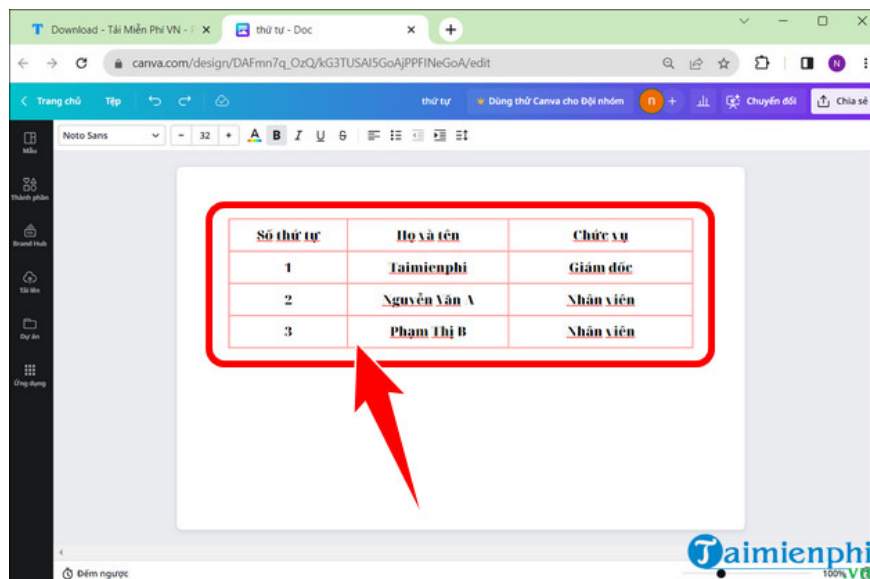 Download - Tải Miễn Phí VN - F
thứ tự - Doc
canva.com/design/DAFmn7q_OzQ/kG3TUSAI5GoAjPPFINeGoA/edit
N
Trang chủ Tệp thứ tự Dùng thử Canva cho Đội nhóm n + Chuyển đổi Chia sẻ
Noto Sans - 32 + A B I U S
Mẫu
Thành phần
Brand Hub
Tải lên
Dự án
Ứng dụng
Số thứ tự Họ và tên Chức vụ
1 Taimienphi Giám đốc
2 Nguyễn Văn A Nhân viên
3 Phạm Thị B Nhân viên
Taimienphi
.vn
Đếm ngược 100%